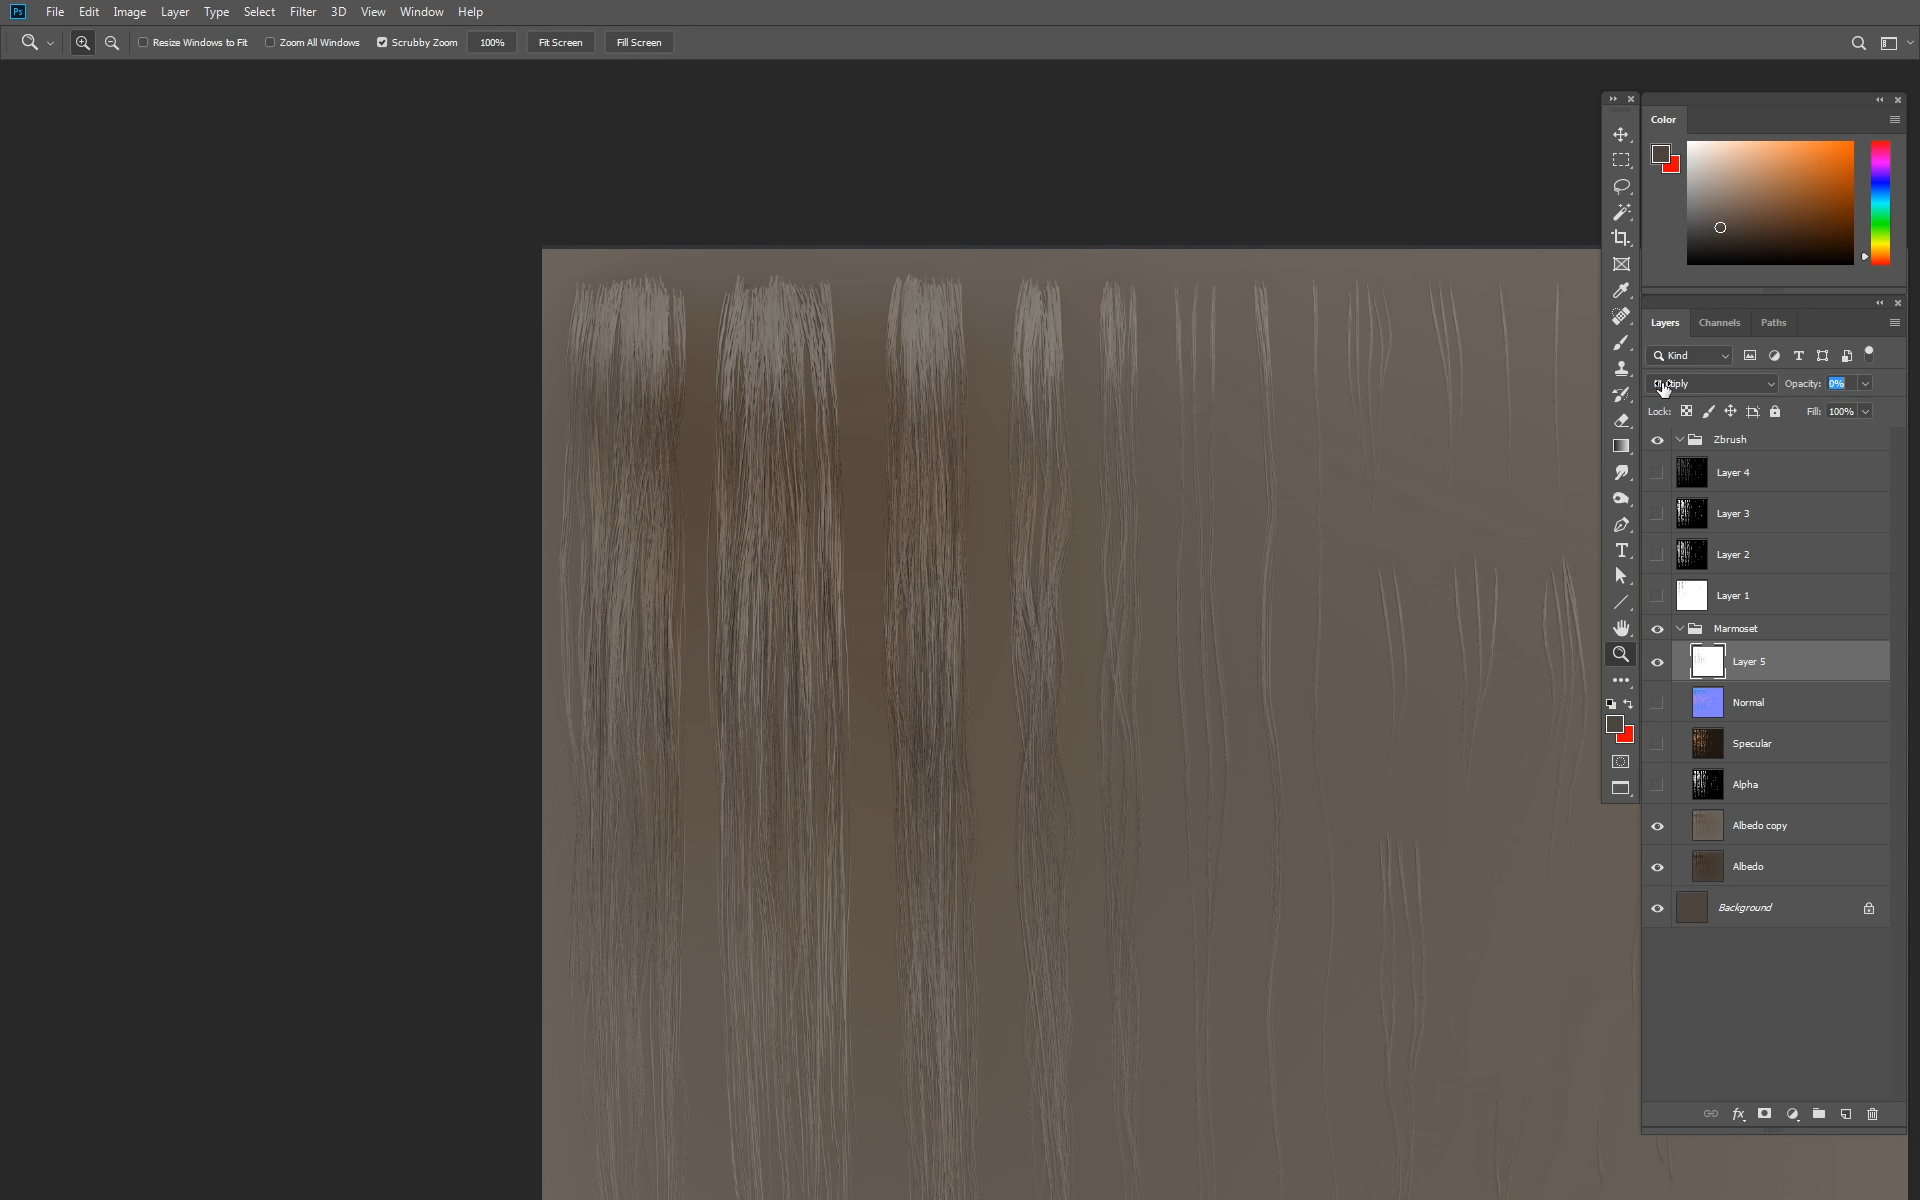 Ps File Edit Image Layer Type Select Filter 3D View Window Help
Resize Windows to Fit Zoom All Windows Scrubby Zoom 100% Fit Screen Fill Screen
Color
Layers Channels Paths
Kind
Opacity: 0%
Lock: Fill: 100%
Zbrush
Layer 4
Layer 3
Layer 2
Layer 1
Marmoset
Layer 5
Normal
Specular
Alpha
Albedo copy
Albedo
Background